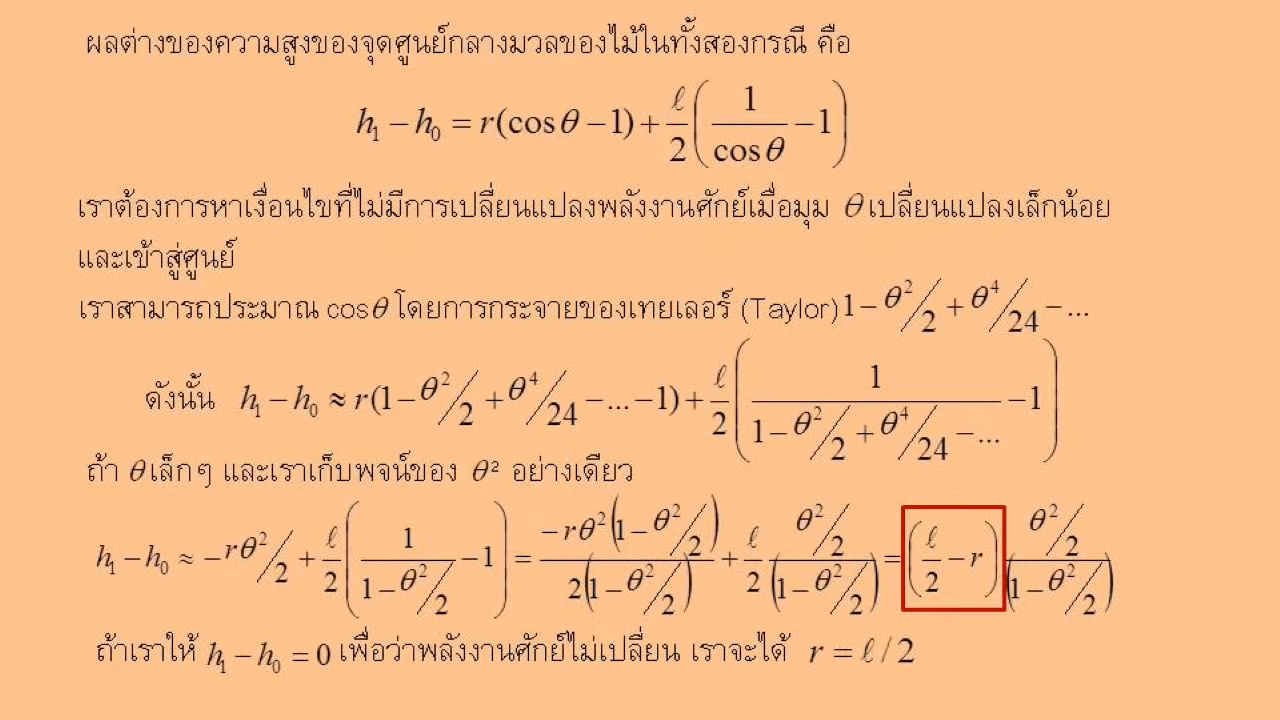 ผลต่างของความสูงของจุดศูนย์กลางมวลของไม้ในทั้งสองกรณี คือ
h₁ − h₀ = r(cosθ − 1) + ℓ/2 (1/cosθ − 1)
เราต้องการหาเงื่อนไขที่ไม่มีการเปลี่ยนแปลงพลังงานศักย์เมื่อมุม θ เปลี่ยนแปลงเล็กน้อย
และเข้าสู่ศูนย์
เราสามารถประมาณ cosθ โดยการกระจายของเทยเลอร์ (Taylor) 1 − θ²/2 + θ⁴/24 − ...
ดังนั้น h₁ − h₀ ≈ r(1 − θ²/2 + θ⁴/24 − ... − 1) + ℓ/2 (1/(1 − θ²/2 + θ⁴/24 − ...) − 1)
ถ้า θ เล็กๆ และเราเก็บพจน์ของ θ² อย่างเดียว
h₁ − h₀ ≈ −rθ²/2 + ℓ/2 (1/(1 − θ²/2) − 1) = −rθ²(1 − θ²/2)/2(1 − θ²/2) + ℓ/2 θ²/2/(1 − θ²/2) = (ℓ/2 − r) θ²/2/(1 − θ²/2)
ถ้าเราให้ h₁ − h₀ = 0 เพื่อว่าพลังงานศักย์ไม่เปลี่ยน เราจะได้ r = ℓ / 2